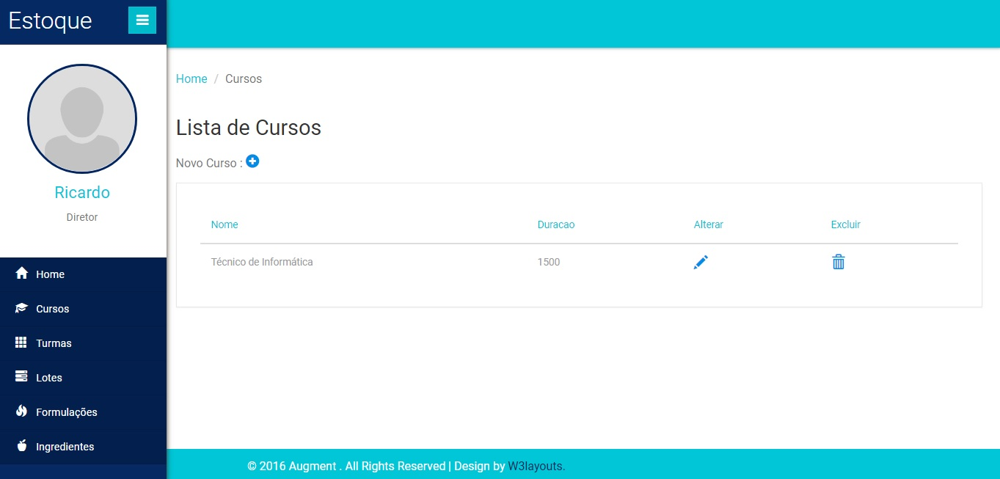 Estoque
Ricardo
Diretor
Home
Cursos
Turmas
Lotes
Formulações
Ingredientes
Home / Cursos
Lista de Cursos
Novo Curso :
Nome Duracao Alterar Excluir
Técnico de Informática 1500
© 2016 Augment . All Rights Reserved | Design by W3layouts.